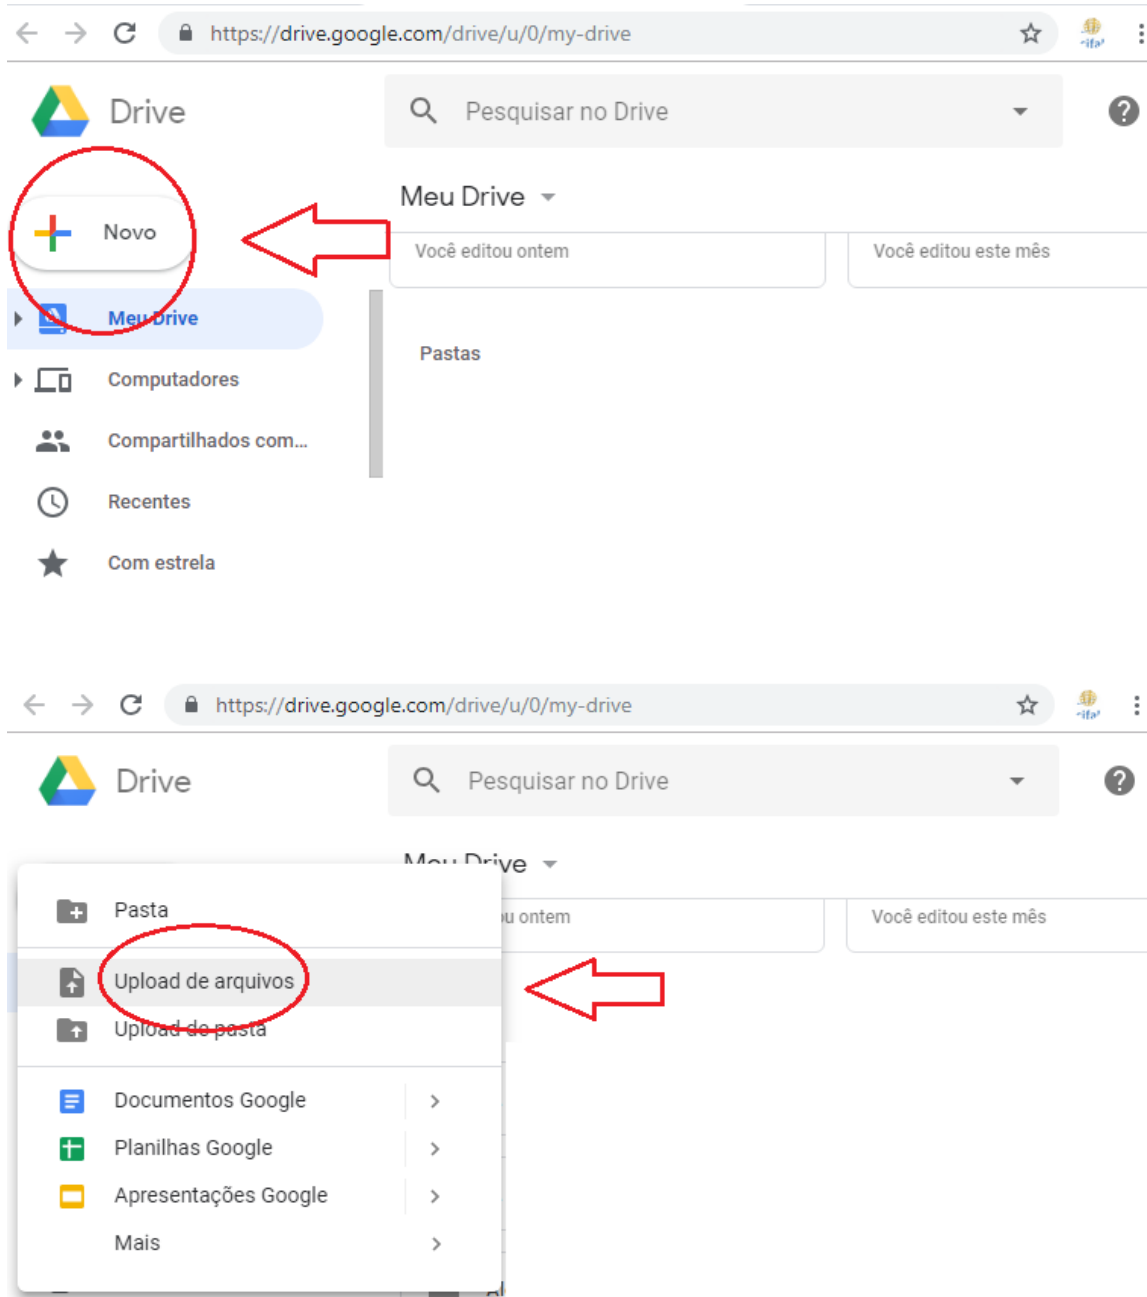 https://drive.google.com/drive/u/0/my-drive
Drive
Pesquisar no Drive
Novo
Meu Drive
Você editou ontem
Você editou este mês
Meu Drive
Pastas
Computadores
Compartilhados com...
Recentes
Com estrela
https://drive.google.com/drive/u/0/my-drive
Drive
Pesquisar no Drive
Meu Drive
Pasta
u ontem
Você editou este mês
Upload de arquivos
Upload de pasta
Documentos Google
Planilhas Google
Apresentações Google
Mais